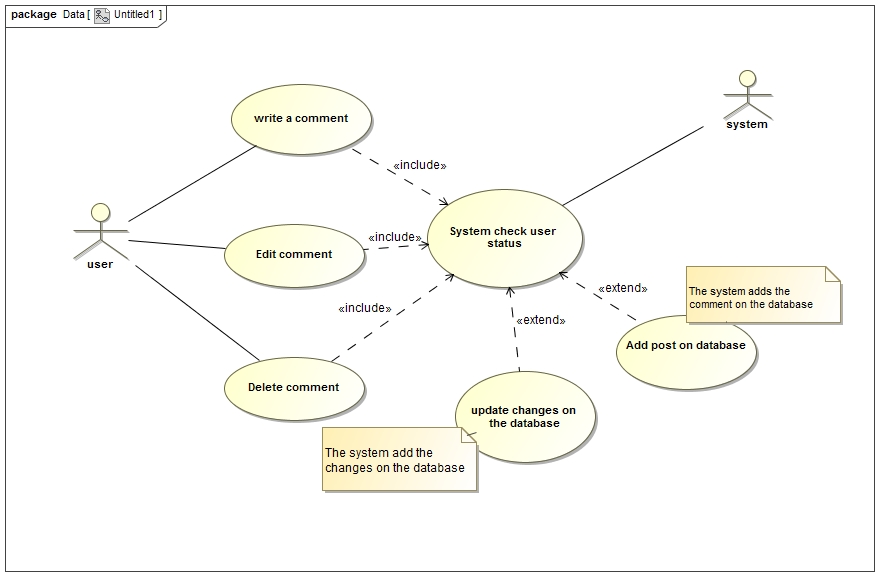 package Data [ Untitled1 ]
write a comment
system
«include»
System check user
status
user
Edit comment
«include»
«include»
«extend»
«extend»
The system adds the
comment on the database
Add post on database
Delete comment
update changes on
the database
The system add the
changes on the database